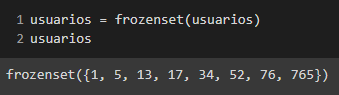 1 usuarios = frozenset(usuarios)
2 usuarios
frozenset({1, 5, 13, 17, 34, 52, 76, 765})